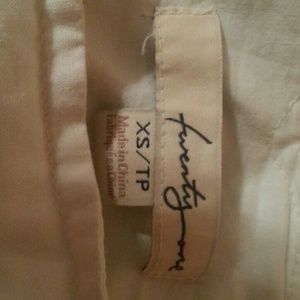 twenty one
XS/TP
Made in China
Fabriqué en Chine